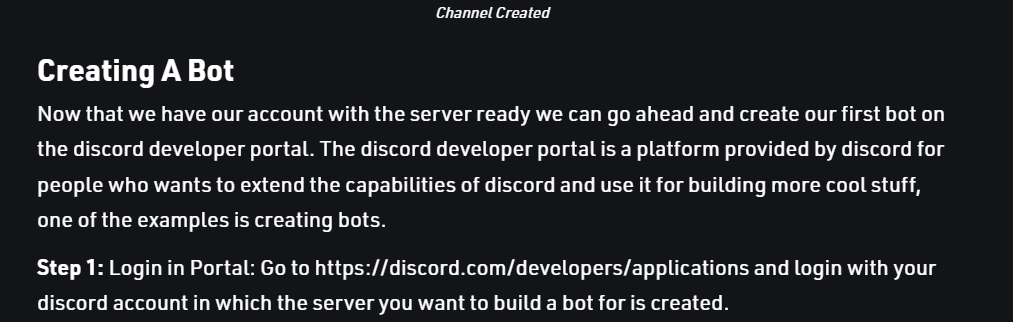 Channel Created
Creating A Bot
Now that we have our account with the server ready we can go ahead and create our first bot on
the discord developer portal. The discord developer portal is a platform provided by discord for
people who wants to extend the capabilities of discord and use it for building more cool stuff,
one of the examples is creating bots.
Step 1: Login in Portal: Go to https://discord.com/developers/applications and login with your
discord account in which the server you want to build a bot for is created.